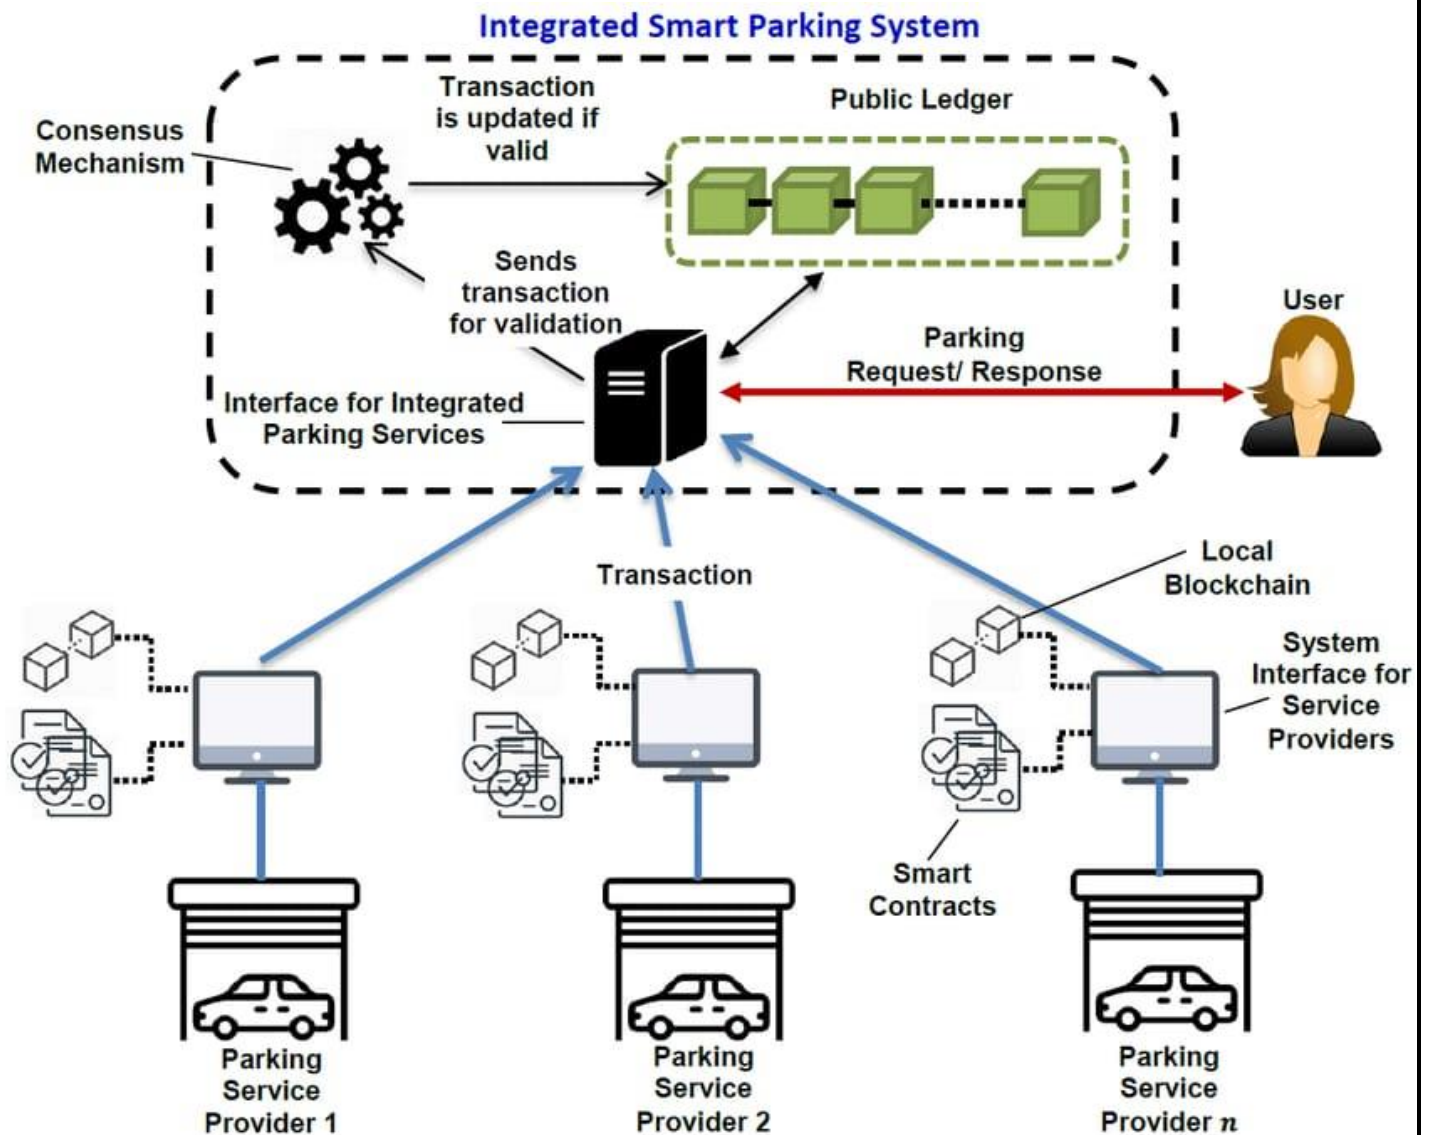 Integrated Smart Parking System
Transaction
is updated if
valid
Public Ledger
Consensus
Mechanism
Sends
transaction
for validation
User
Parking
Request/ Response
Interface for Integrated
Parking Services
Transaction
Local
Blockchain
System
Interface for
Service
Providers
Smart
Contracts
Parking
Service
Provider 1
Parking
Service
Provider 2
Parking
Service
Provider n